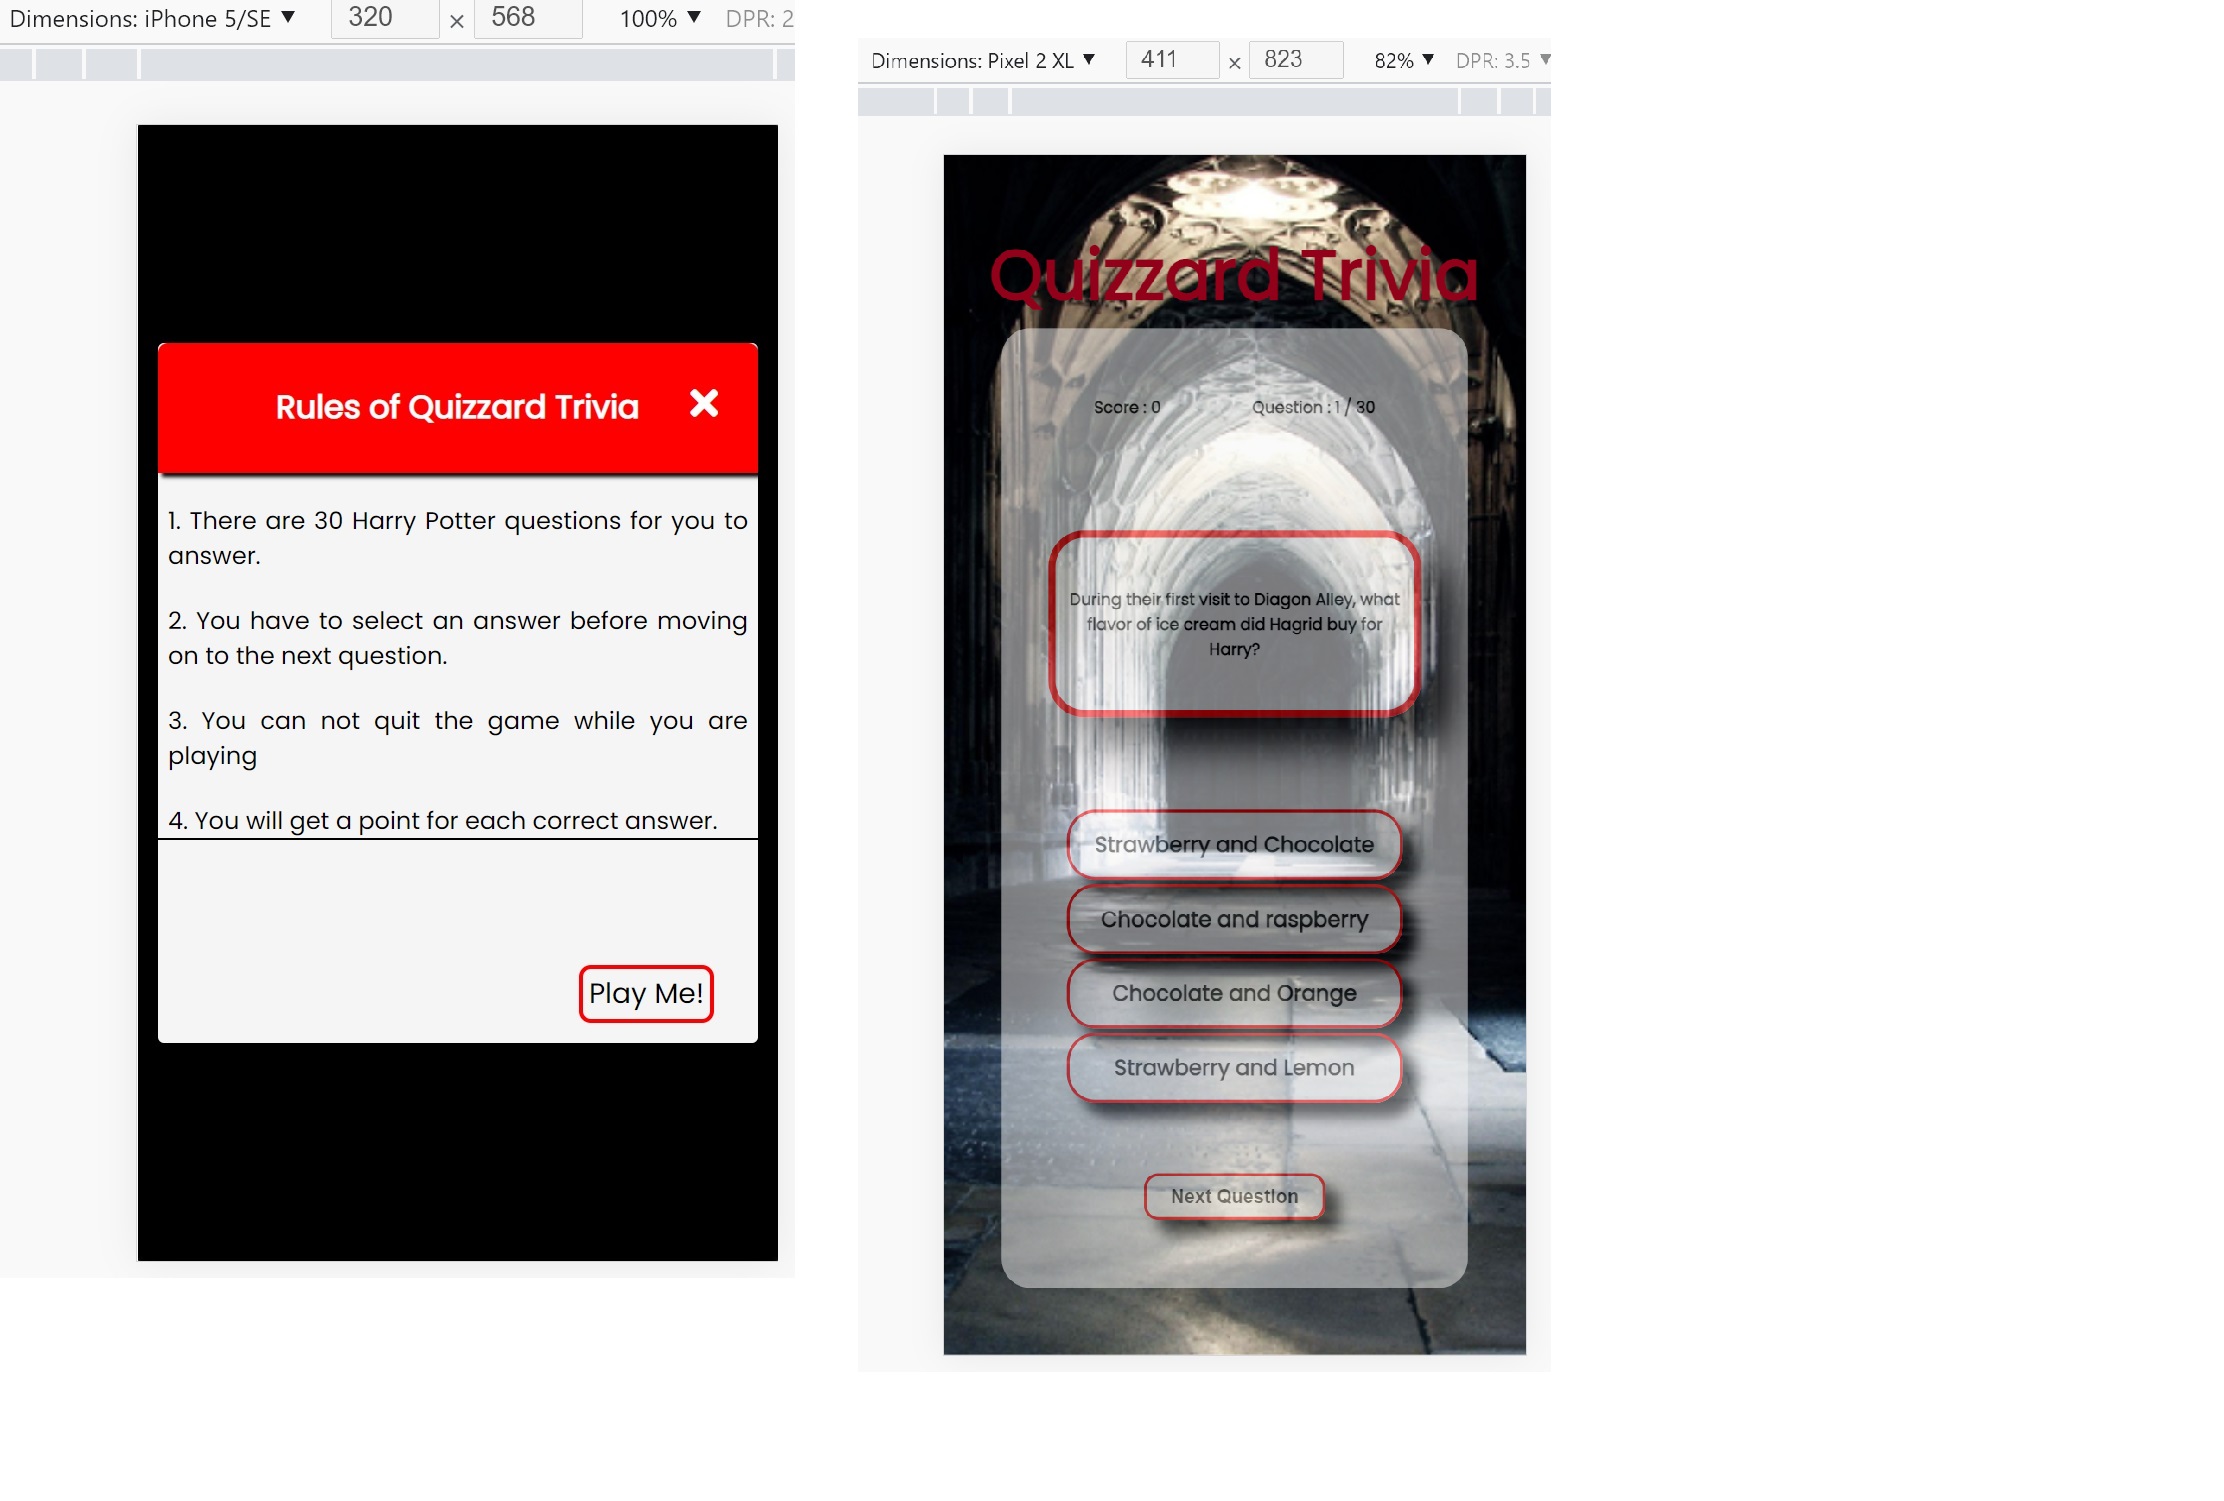 Dimensions: iPhone 5/SE ▼ 320 × 568 100% ▼ DPR: 2
Rules of Quizzard Trivia ✖
1. There are 30 Harry Potter questions for you to
answer.
2. You have to select an answer before moving
on to the next question.
3. You can not quit the game while you are
playing
4. You will get a point for each correct answer.
Play Me!
Dimensions: Pixel 2 XL ▼ 411 × 823 82% ▼ DPR: 3.5 ▼
Quizzard Trivia
Score : 0 Question : 1 / 30
During their first visit to Diagon Alley, what
flavor of ice cream did Hagrid buy for
Harry?
Strawberry and Chocolate
Chocolate and raspberry
Chocolate and Orange
Strawberry and Lemon
Next Question